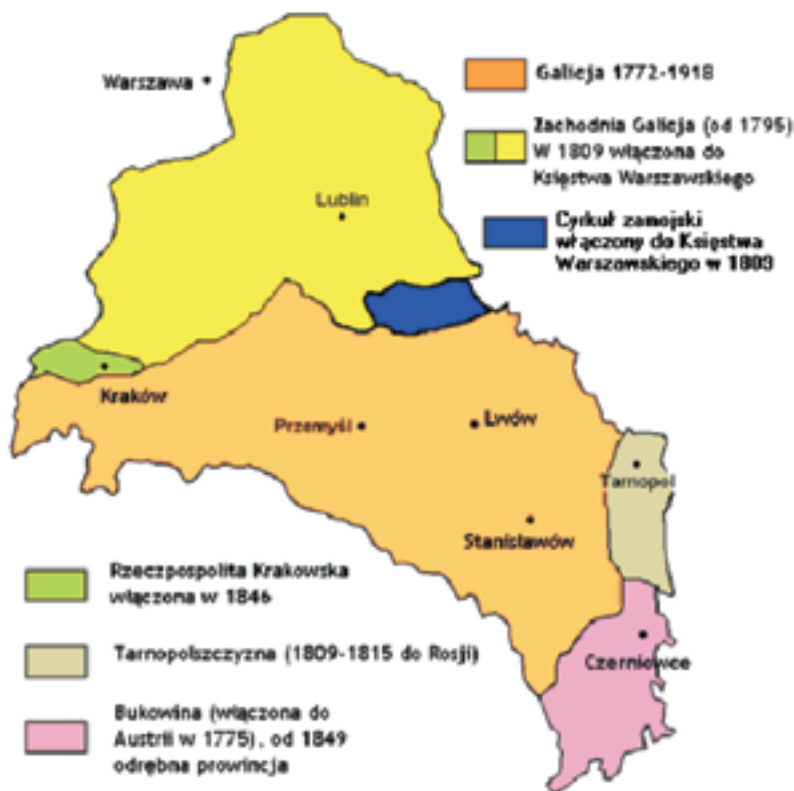 Warszawa
Galicja 1772-1918
Zachodnia Galicja (od 1795)
W 1809 włączona do
Księstwa Warszawskiego
Lublin
Cyrkuł zamojski
włączony do Księstwa
Warszawskiego w 1809
Kraków
Przemyśl
Lwów
Tarnopol
Stanisławów
Rzeczpospolita Krakowska
włączona w 1846
Tarnopolszczyzna (1809-1815 do Rosji)
Czerniowce
Bukowina (włączona do
Austrii w 1775), od 1849
odrębna prowincja